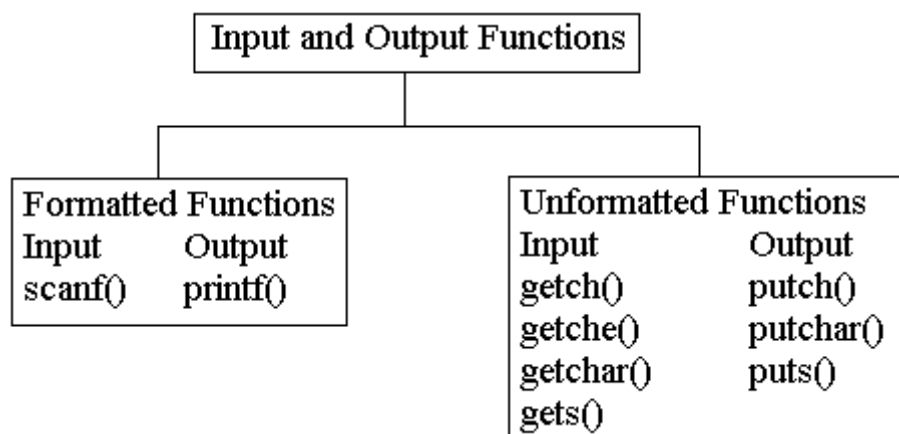 Input and Output Functions
Formatted Functions
Input Output
scanf() printf()
Unformatted Functions
Input Output
getch() putch()
getche() putchar()
getchar() puts()
gets()